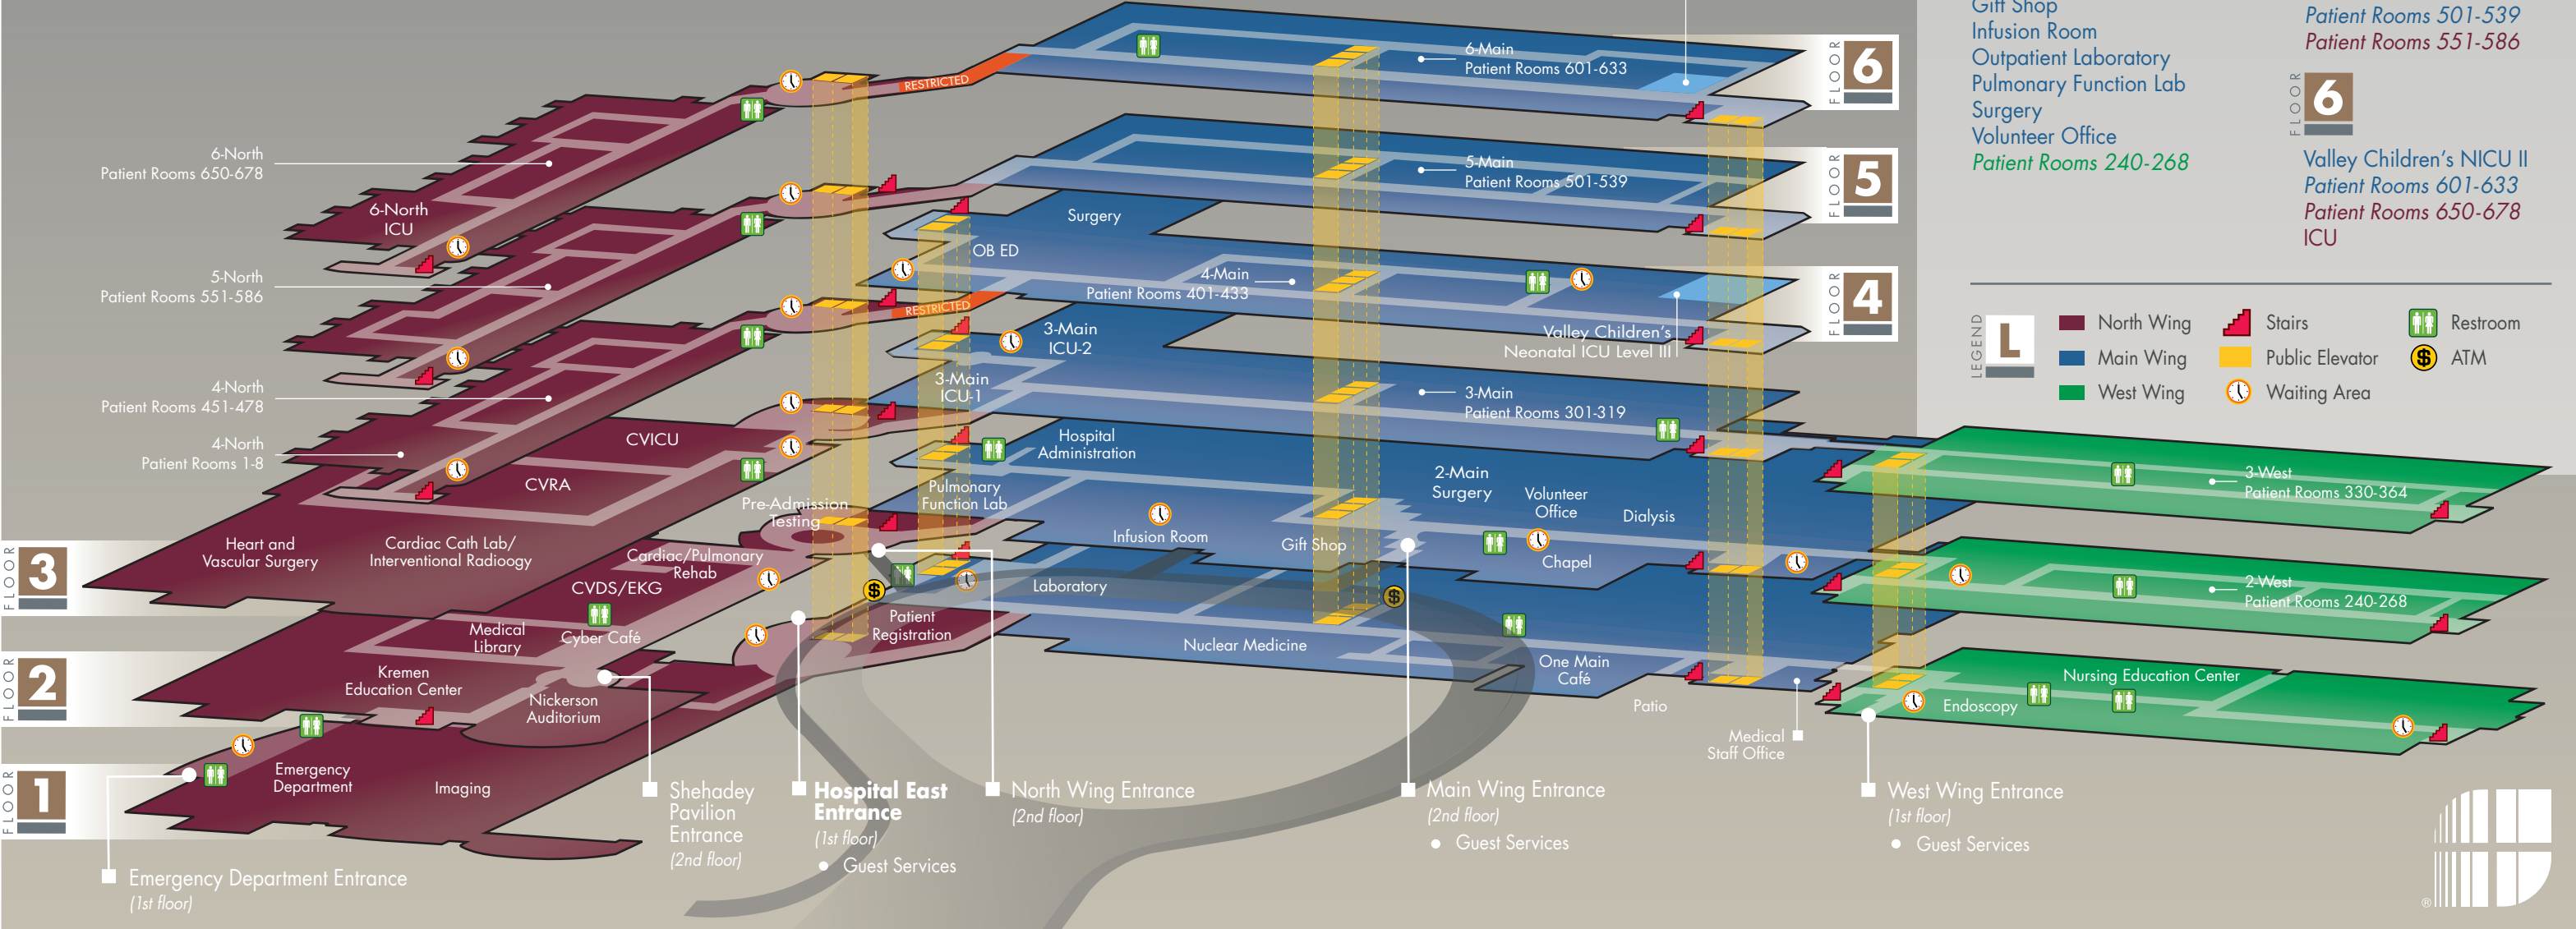 6-North
Patient Rooms 650-678
6-North
ICU
5-North
Patient Rooms 551-586
4-North
Patient Rooms 451-478
4-North
Patient Rooms 1-8
RESTRICTED
6-Main
Patient Rooms 601-633
FLOOR
6
5-Main
Patient Rooms 501-539
FLOOR
5
Surgery
OB ED
4-Main
Patient Rooms 401-433
Valley Children's
Neonatal ICU Level III
FLOOR
4
RESTRICTED
3-Main
ICU-2
3-Main
ICU-1
3-Main
Patient Rooms 301-319
CVICU
CVRA
Heart and
Vascular Surgery
Cardiac Cath Lab/
Interventional Radioogy
FLOOR
3
3-West
Patient Rooms 330-364
Hospital
Administration
Pulmonary
Function Lab
Pre-Admission
Testing
Cardiac/Pulmonary
Rehab
CVDS/EKG
Cyber Café
Medical
Library
Kremen
Education Center
Nickerson
Auditorium
Infusion Room
Gift Shop
2-Main
Surgery
Volunteer
Office
Dialysis
Chapel
2-West
Patient Rooms 240-268
FLOOR
2
Laboratory
Patient
Registration
Nuclear Medicine
One Main
Café
Patio
Medical
Staff Office
Endoscopy
Nursing Education Center
Emergency
Department
Imaging
FLOOR
1
Emergency Department Entrance
(1st floor)
Shehadey
Pavilion
Entrance
(2nd floor)
Hospital East
Entrance
(1st floor)
Guest Services
North Wing Entrance
(2nd floor)
Main Wing Entrance
(2nd floor)
Guest Services
West Wing Entrance
(1st floor)
Guest Services
$
$
Gift Shop
Infusion Room
Outpatient Laboratory
Pulmonary Function Lab
Surgery
Volunteer Office
Patient Rooms 240-268
Patient Rooms 501-539
Patient Rooms 551-586
FLOOR
6
Valley Children's NICU II
Patient Rooms 601-633
Patient Rooms 650-678
ICU
LEGEND
L
North Wing
Main Wing
West Wing
Stairs
Public Elevator
Waiting Area
Restroom
$ ATM
®